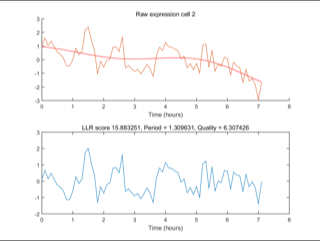 Raw expression cell 2
3
2
1
0
-1
-2
-3
0 1 2 3 4 5 6 7 8
Time (hours)
LLR score 15.883251, Period = 1.309631, Quality = 6.307426
3
2
1
0
-1
-2
0 1 2 3 4 5 6 7 8
Time (hours)